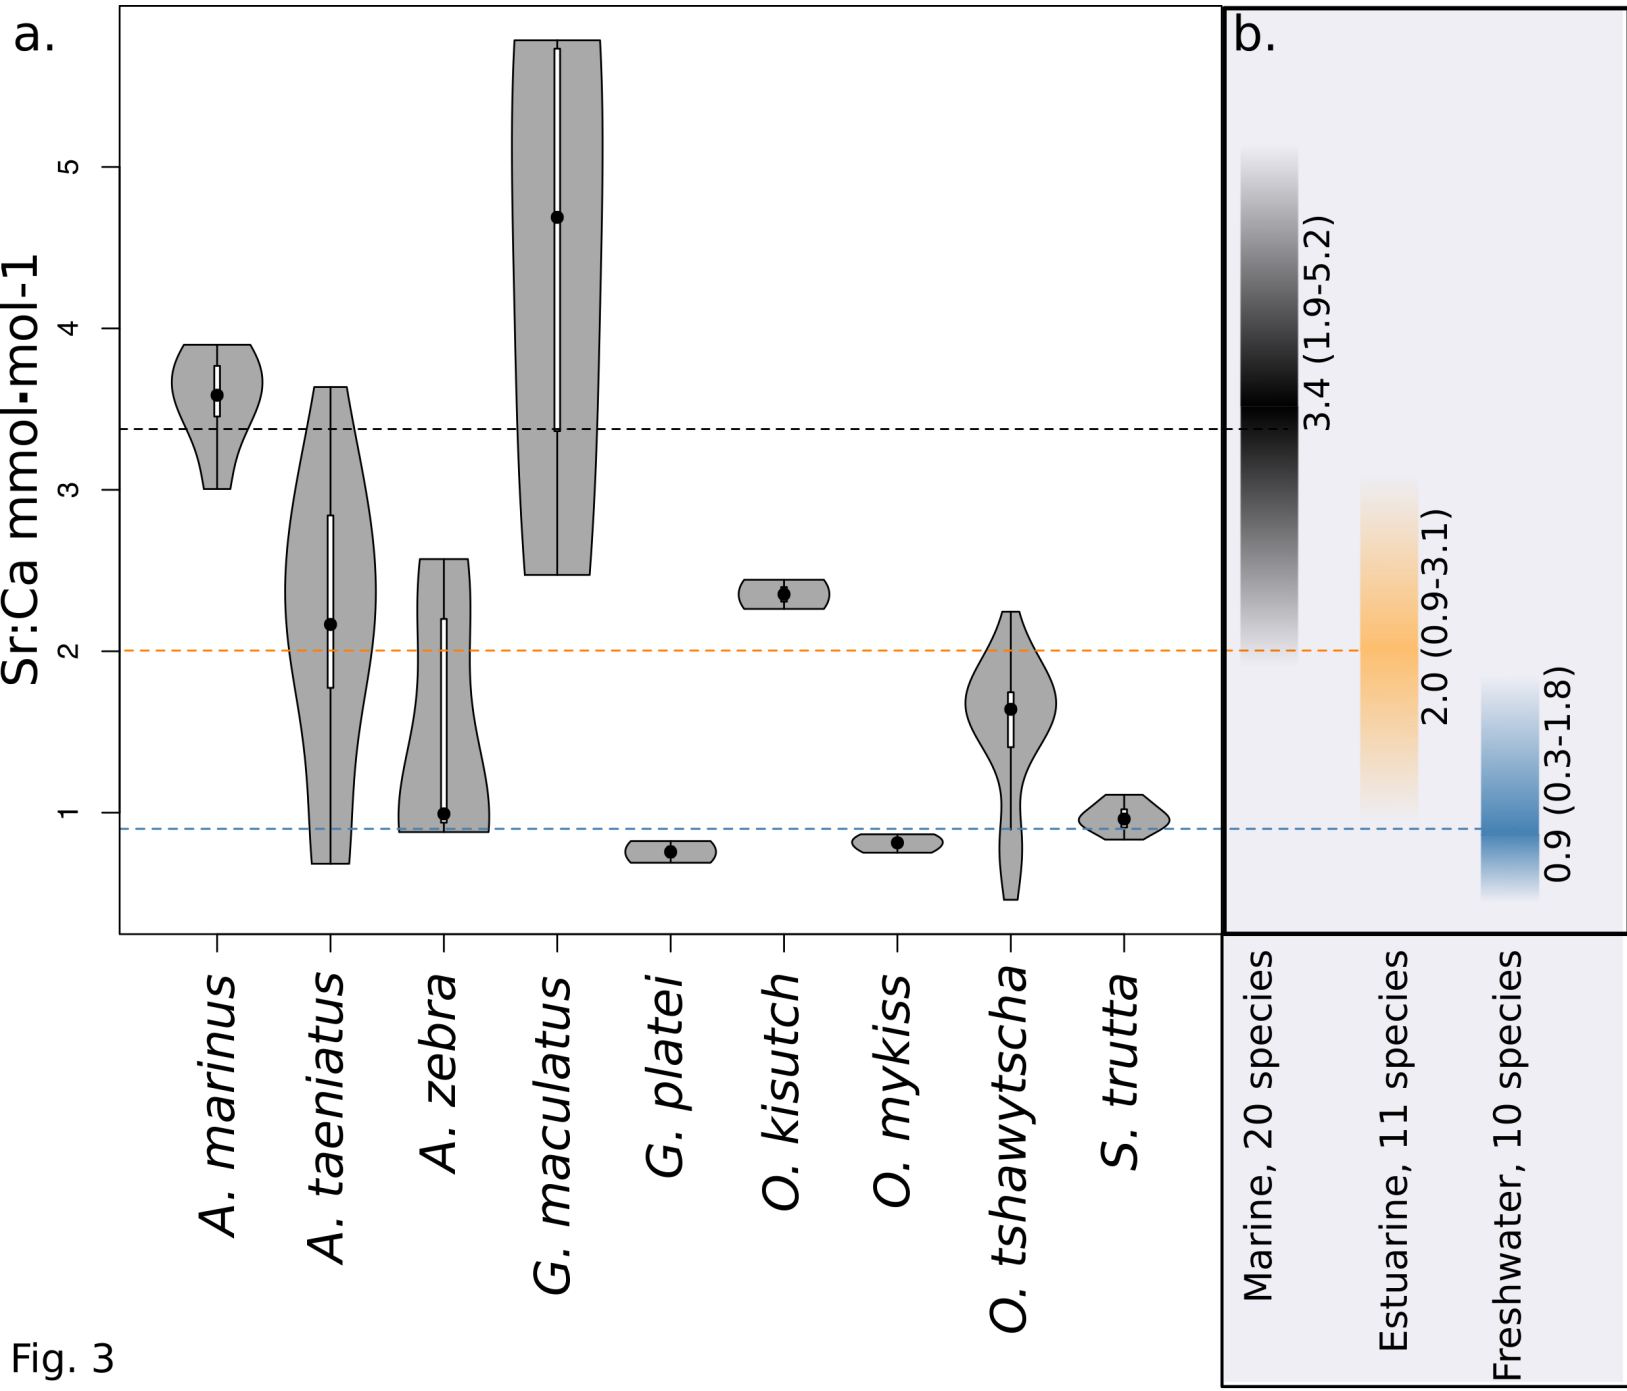 a.
b.
Sr:Ca mmol·mol-1
5
4
3
2
1
3.4 (1.9-5.2)
2.0 (0.9-3.1)
0.9 (0.3-1.8)
A. marinus
A. taeniatus
A. zebra
G. maculatus
G. platei
O. kisutch
O. mykiss
O. tshawytscha
S. trutta
Marine, 20 species
Estuarine, 11 species
Freshwater, 10 species
Fig. 3